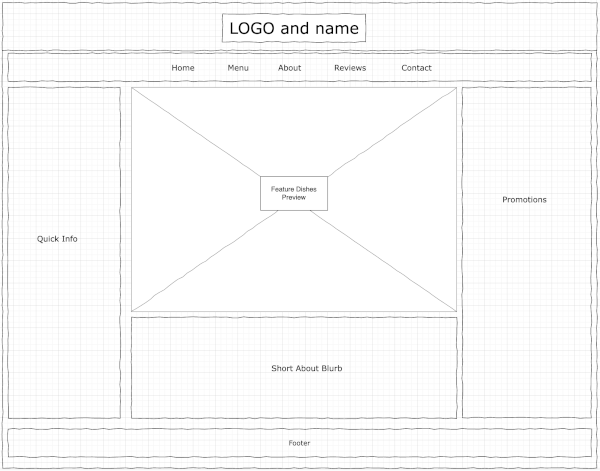 LOGO and name
Home Menu About Reviews Contact
Feature Dishes
Preview
Quick Info
Promotions
Short About Blurb
Footer